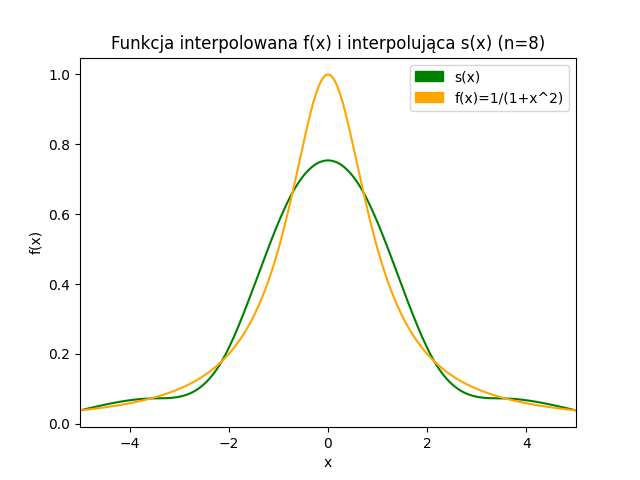 Funkcja interpolowana f(x) i interpolująca s(x) (n=8)
s(x)
f(x)=1/(1+x^2)
1.0
0.8
0.6
0.4
0.2
0.0
f(x)
−4
−2
0
2
4
x